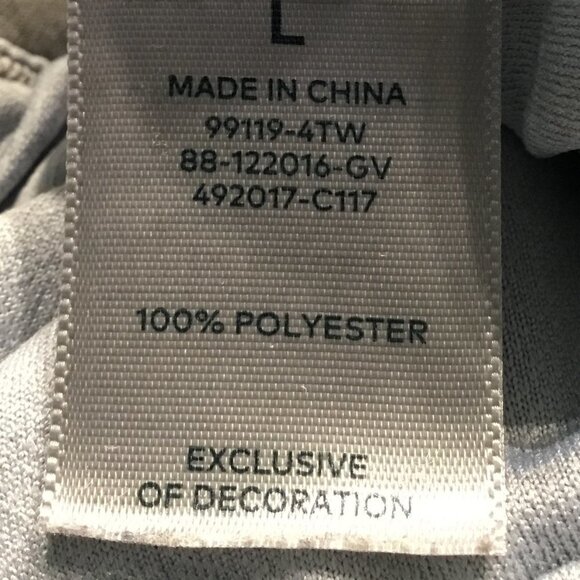 L
MADE IN CHINA
99119-4TW
88-122016-GV
492017-C117
100% POLYESTER
EXCLUSIVE
OF DECORATION